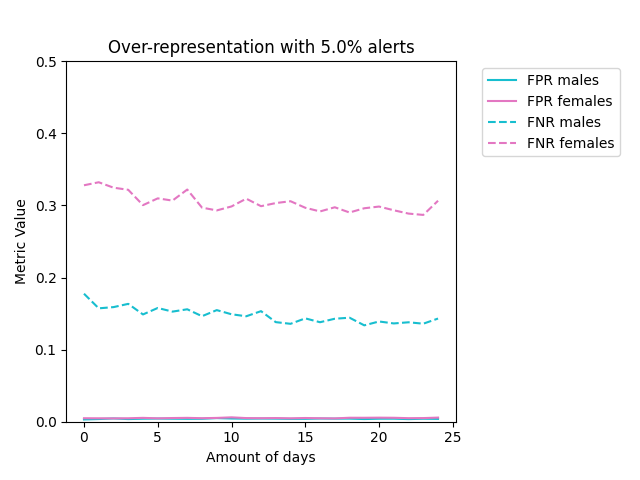 Over-representation with 5.0% alerts
FPR males
FPR females
FNR males
FNR females
Metric Value
0.5
0.4
0.3
0.2
0.1
0.0
0 5 10 15 20 25
Amount of days